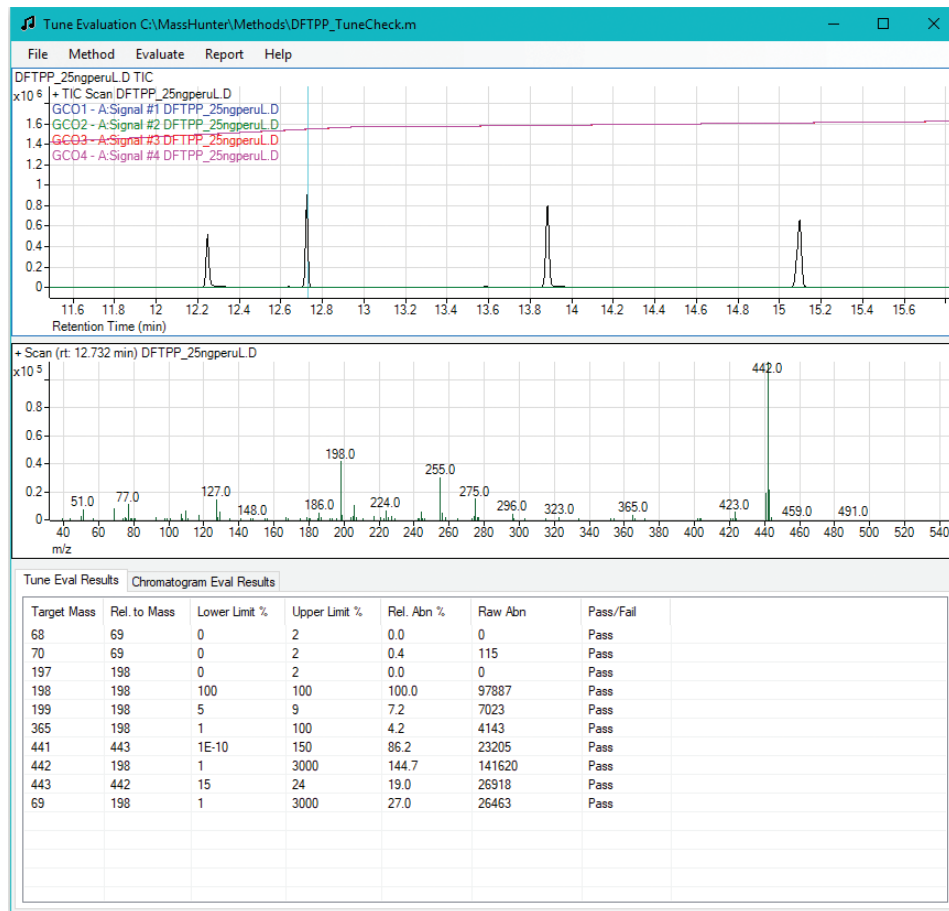 Tune Evaluation C:\MassHunter\Methods\DFTPP_TuneCheck.m
File Method Evaluate Report Help
DFTPP_25ngperuL.D TIC
x10 6 + TIC Scan DFTPP_25ngperuL.D
GCO1 - A:Signal #1 DFTPP_25ngperuL.D
GCO2 - A:Signal #2 DFTPP_25ngperuL.D
GCO3 - A:Signal #3 DFTPP_25ngperuL.D
GCO4 - A:Signal #4 DFTPP_25ngperuL.D
1.6
1.4
1.2
1
0.8
0.6
0.4
0.2
0
11.6 11.8 12 12.2 12.4 12.6 12.8 13 13.2 13.4 13.6 13.8 14 14.2 14.4 14.6 14.8 15 15.2 15.4 15.6
Retention Time (min)
+ Scan (rt: 12.732 min) DFTPP_25ngperuL.D
x10 5
442.0
0.8
0.6
0.4
198.0
255.0
0.2
51.0 77.0 127.0 148.0 186.0 224.0 275.0 296.0 323.0 365.0 423.0 459.0 491.0
0
40 60 80 100 120 140 160 180 200 220 240 260 280 300 320 340 360 380 400 420 440 460 480 500 520 540
m/z
Tune Eval Results Chromatogram Eval Results
Target Mass Rel. to Mass Lower Limit % Upper Limit % Rel. Abn % Raw Abn Pass/Fail
68 69 0 2 0.0 0 Pass
70 69 0 2 0.4 115 Pass
197 198 0 2 0.0 0 Pass
198 198 100 100 100.0 97887 Pass
199 198 5 9 7.2 7023 Pass
365 198 1 100 4.2 4143 Pass
441 443 1E-10 150 86.2 23205 Pass
442 198 1 3000 144.7 141620 Pass
443 442 15 24 19.0 26918 Pass
69 198 1 3000 27.0 26463 Pass